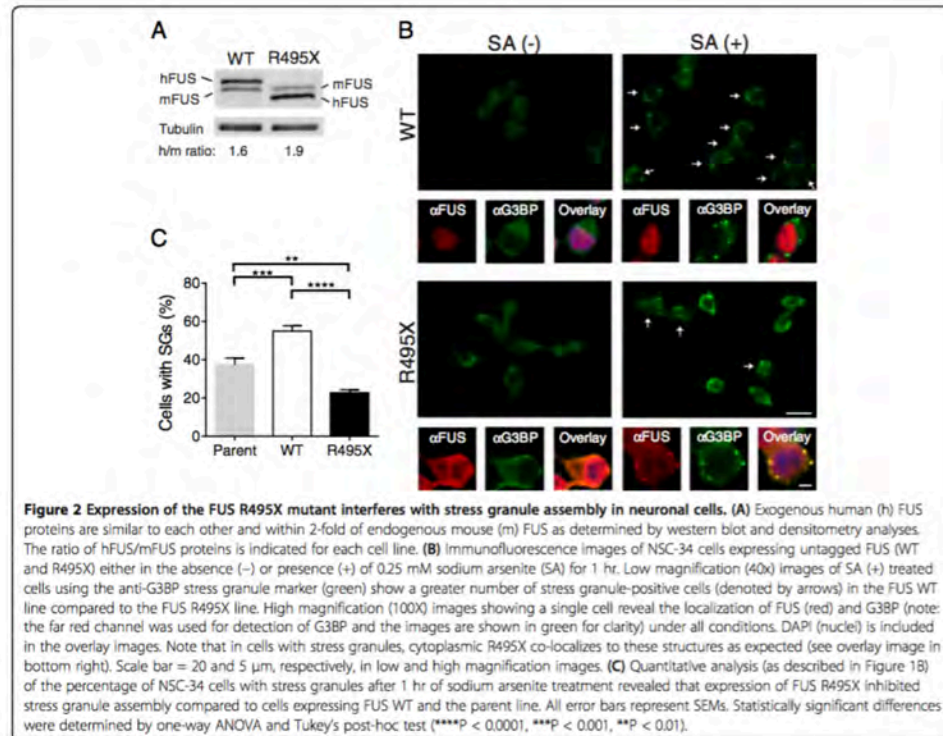 A
WT R495X
hFUS
mFUS
mFUS
hFUS
Tubulin
h/m ratio: 1.6 1.9
B
SA (-) SA (+)
WT
αFUS αG3BP Overlay αFUS αG3BP Overlay
R495X
αFUS αG3BP Overlay αFUS αG3BP Overlay
C
**
*** ****
Cells with SGs (%)
80
60
40
20
0
Parent WT R495X
Figure 2 Expression of the FUS R495X mutant interferes with stress granule assembly in neuronal cells. (A) Exogenous human (h) FUS
proteins are similar to each other and within 2-fold of endogenous mouse (m) FUS as determined by western blot and densitometry analyses.
The ratio of hFUS/mFUS proteins is indicated for each cell line. (B) Immunofluorescence images of NSC-34 cells expressing untagged FUS (WT
and R495X) either in the absence (−) or presence (+) of 0.25 mM sodium arsenite (SA) for 1 hr. Low magnification (40x) images of SA (+) treated
cells using the anti-G3BP stress granule marker (green) show a greater number of stress granule-positive cells (denoted by arrows) in the FUS WT
line compared to the FUS R495X line. High magnification (100X) images showing a single cell reveal the localization of FUS (red) and G3BP (note:
the far red channel was used for detection of G3BP and the images are shown in green for clarity) under all conditions. DAPI (nuclei) is included
in the overlay images. Note that in cells with stress granules, cytoplasmic R495X co-localizes to these structures as expected (see overlay image in
bottom right). Scale bar = 20 and 5 μm, respectively, in low and high magnification images. (C) Quantitative analysis (as described in Figure 1B)
of the percentage of NSC-34 cells with stress granules after 1 hr of sodium arsenite treatment revealed that expression of FUS R495X inhibited
stress granule assembly compared to cells expressing FUS WT and the parent line. All error bars represent SEMs. Statistically significant differences
were determined by one-way ANOVA and Tukey's post-hoc test (****P < 0.0001, ***P < 0.001, **P < 0.01).